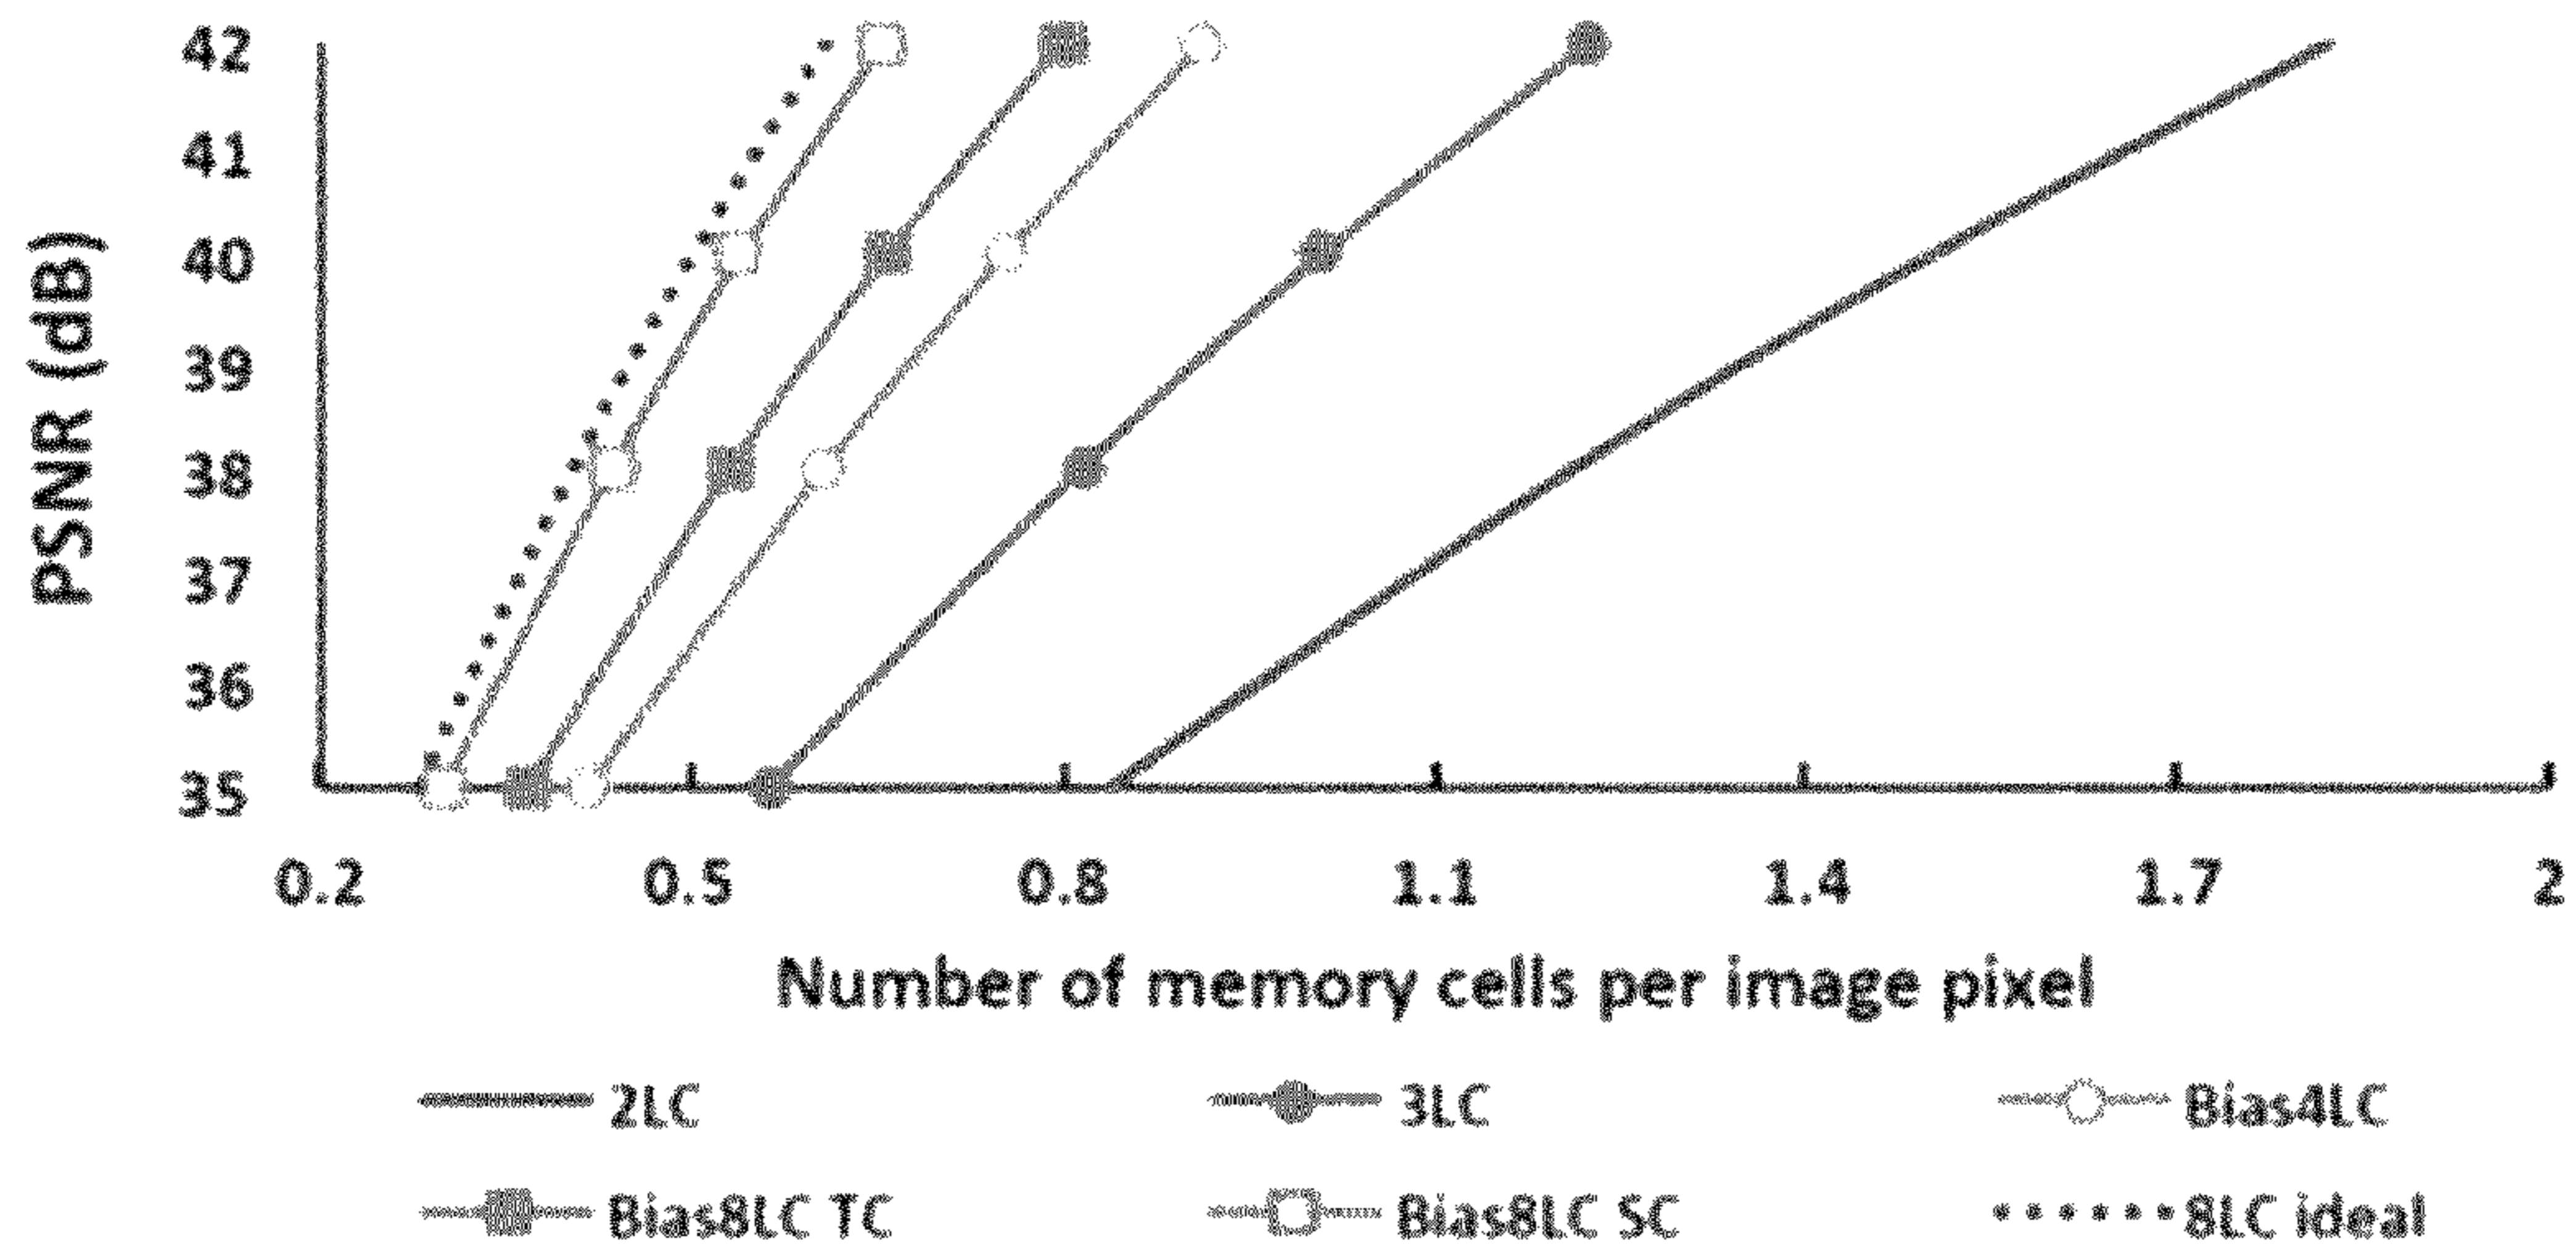 42
41
40
39
38
37
36
35
PSNR (dB)
0.2 0.5 0.8 1.1 1.4 1.7 2
Number of memory cells per image pixel
2LC 3LC Bias4LC
Bias8LC TC Bias8LC SC 8LC ideal